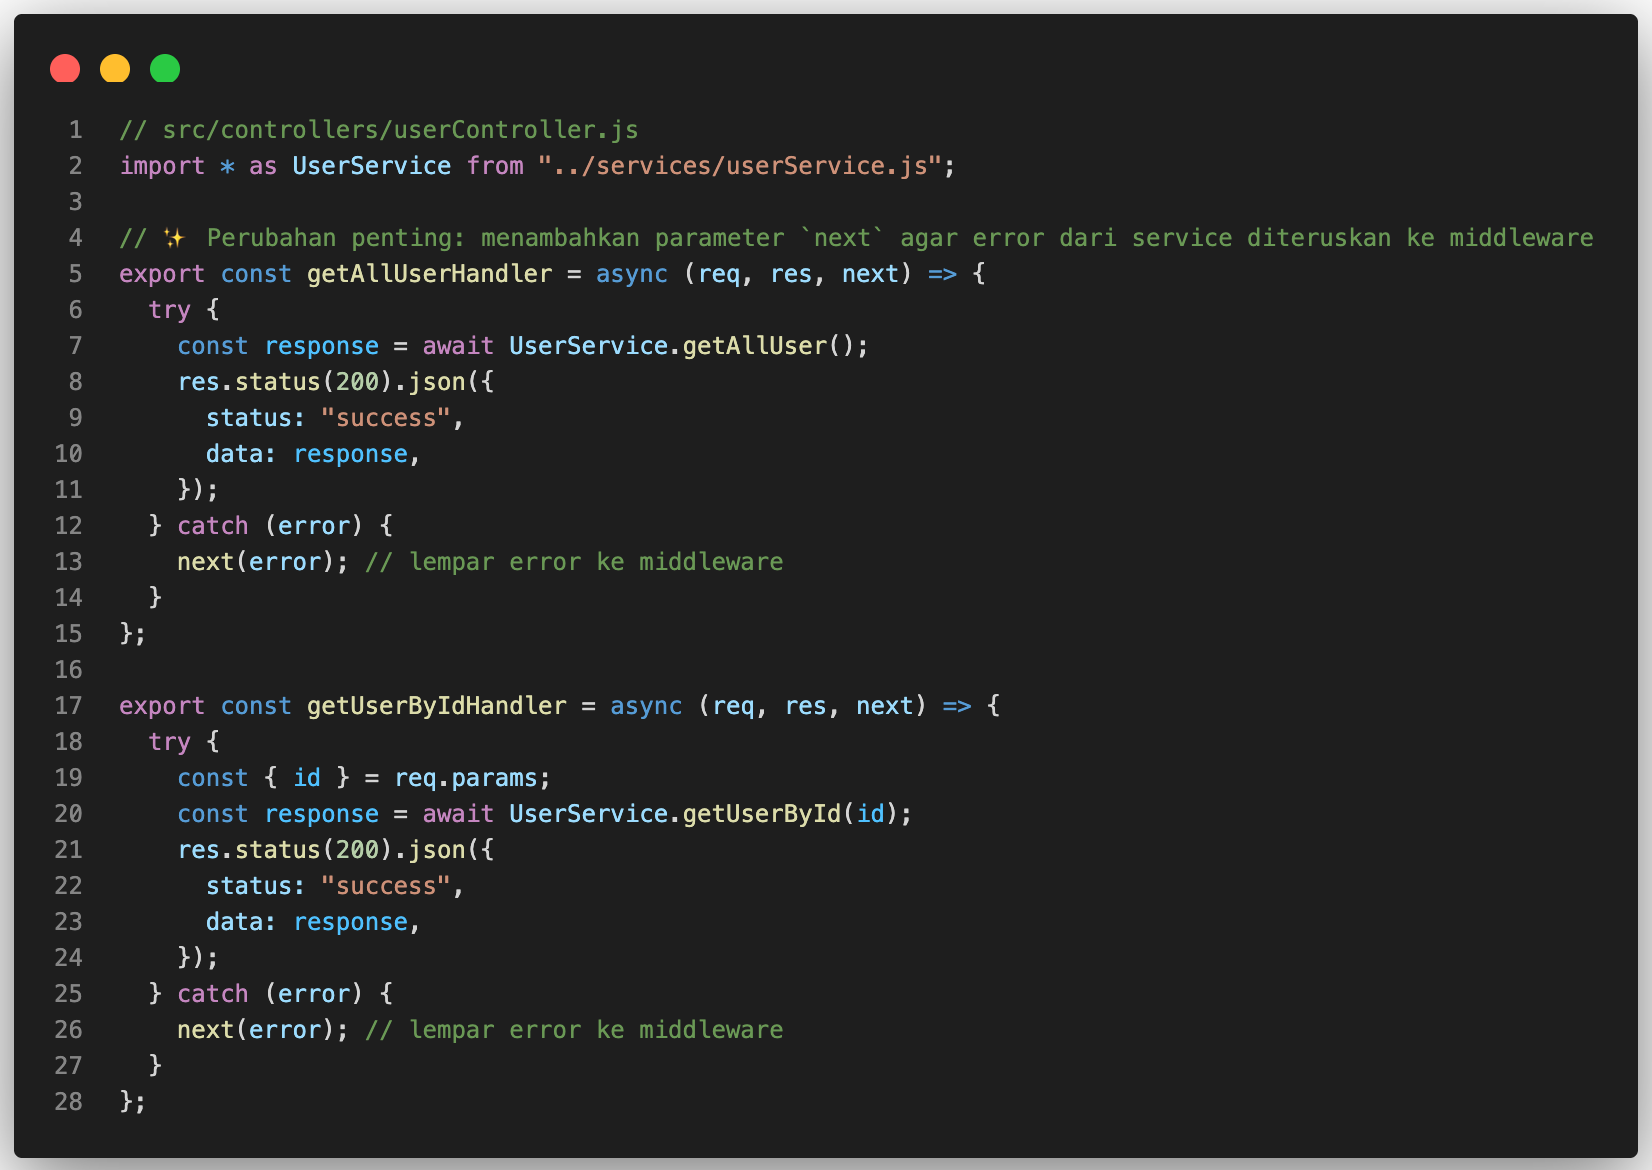 1 // src/controllers/userController.js
2 import * as UserService from "../services/userService.js";
3
4 // ✨ Perubahan penting: menambahkan parameter `next` agar error dari service diteruskan ke middleware
5 export const getAllUserHandler = async (req, res, next) => {
6   try {
7     const response = await UserService.getAllUser();
8     res.status(200).json({
9       status: "success",
10       data: response,
11     });
12   } catch (error) {
13     next(error); // lempar error ke middleware
14   }
15 };
16
17 export const getUserByIdHandler = async (req, res, next) => {
18   try {
19     const { id } = req.params;
20     const response = await UserService.getUserById(id);
21     res.status(200).json({
22       status: "success",
23       data: response,
24     });
25   } catch (error) {
26     next(error); // lempar error ke middleware
27   }
28 };